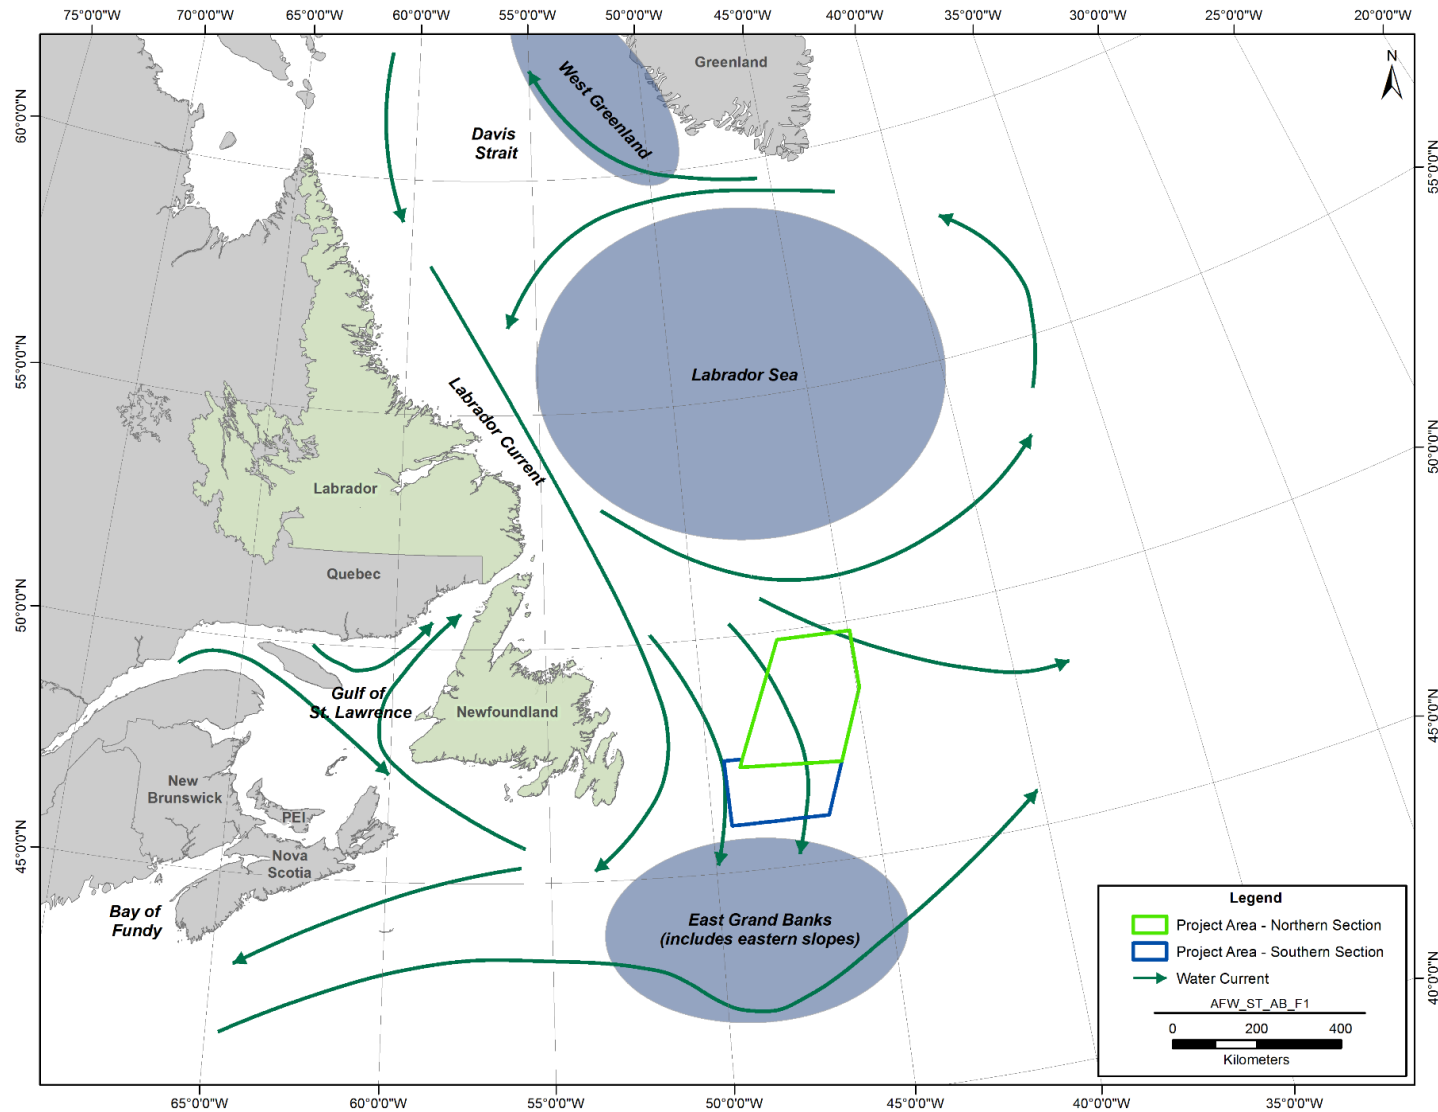 75°0'0"W
70°0'0"W
65°0'0"W
60°0'0"W
55°0'0"W
50°0'0"W
45°0'0"W
40°0'0"W
35°0'0"W
30°0'0"W
25°0'0"W
20°0'0"W
N
Greenland
West Greenland
Davis
Strait
60°0'0"N
55°0'0"N
55°0'0"N
50°0'0"N
Labrador Sea
Labrador Current
Labrador
Quebec
50°0'0"N
45°0'0"N
Gulf of
St. Lawrence
Newfoundland
New
Brunswick
PEI
Nova
Scotia
45°0'0"N
40°0'0"N
Bay of
Fundy
East Grand Banks
(includes eastern slopes)
Legend
Project Area - Northern Section
Project Area - Southern Section
Water Current
AFW_ST_AB_F1
0 200 400
Kilometers
65°0'0"W
60°0'0"W
55°0'0"W
50°0'0"W
45°0'0"W
40°0'0"W
35°0'0"W